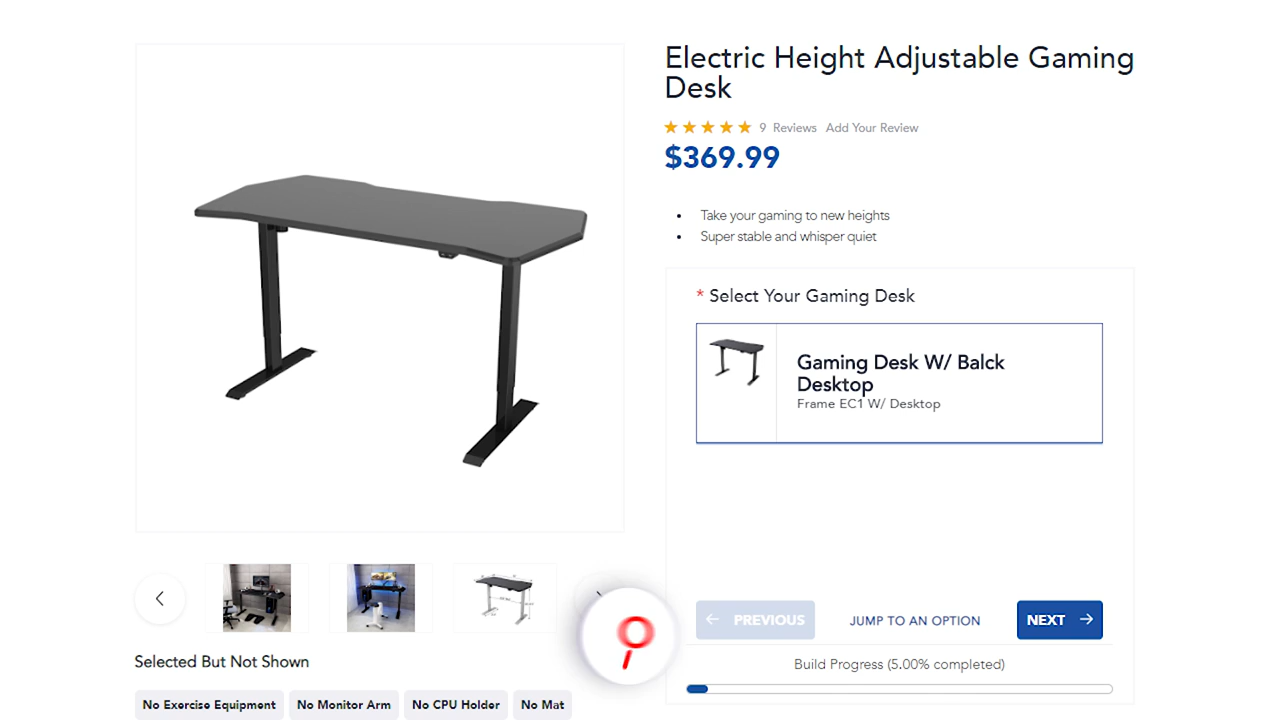 Electric Height Adjustable Gaming
Desk
9 Reviews Add Your Review
$369.99
Take your gaming to new heights
Super stable and whisper quiet
* Select Your Gaming Desk
Gaming Desk W/ Balck
Desktop
Frame EC1 W/ Desktop
PREVIOUS
JUMP TO AN OPTION
NEXT
Build Progress (5.00% completed)
Selected But Not Shown
No Exercise Equipment
No Monitor Arm
No CPU Holder
No Mat